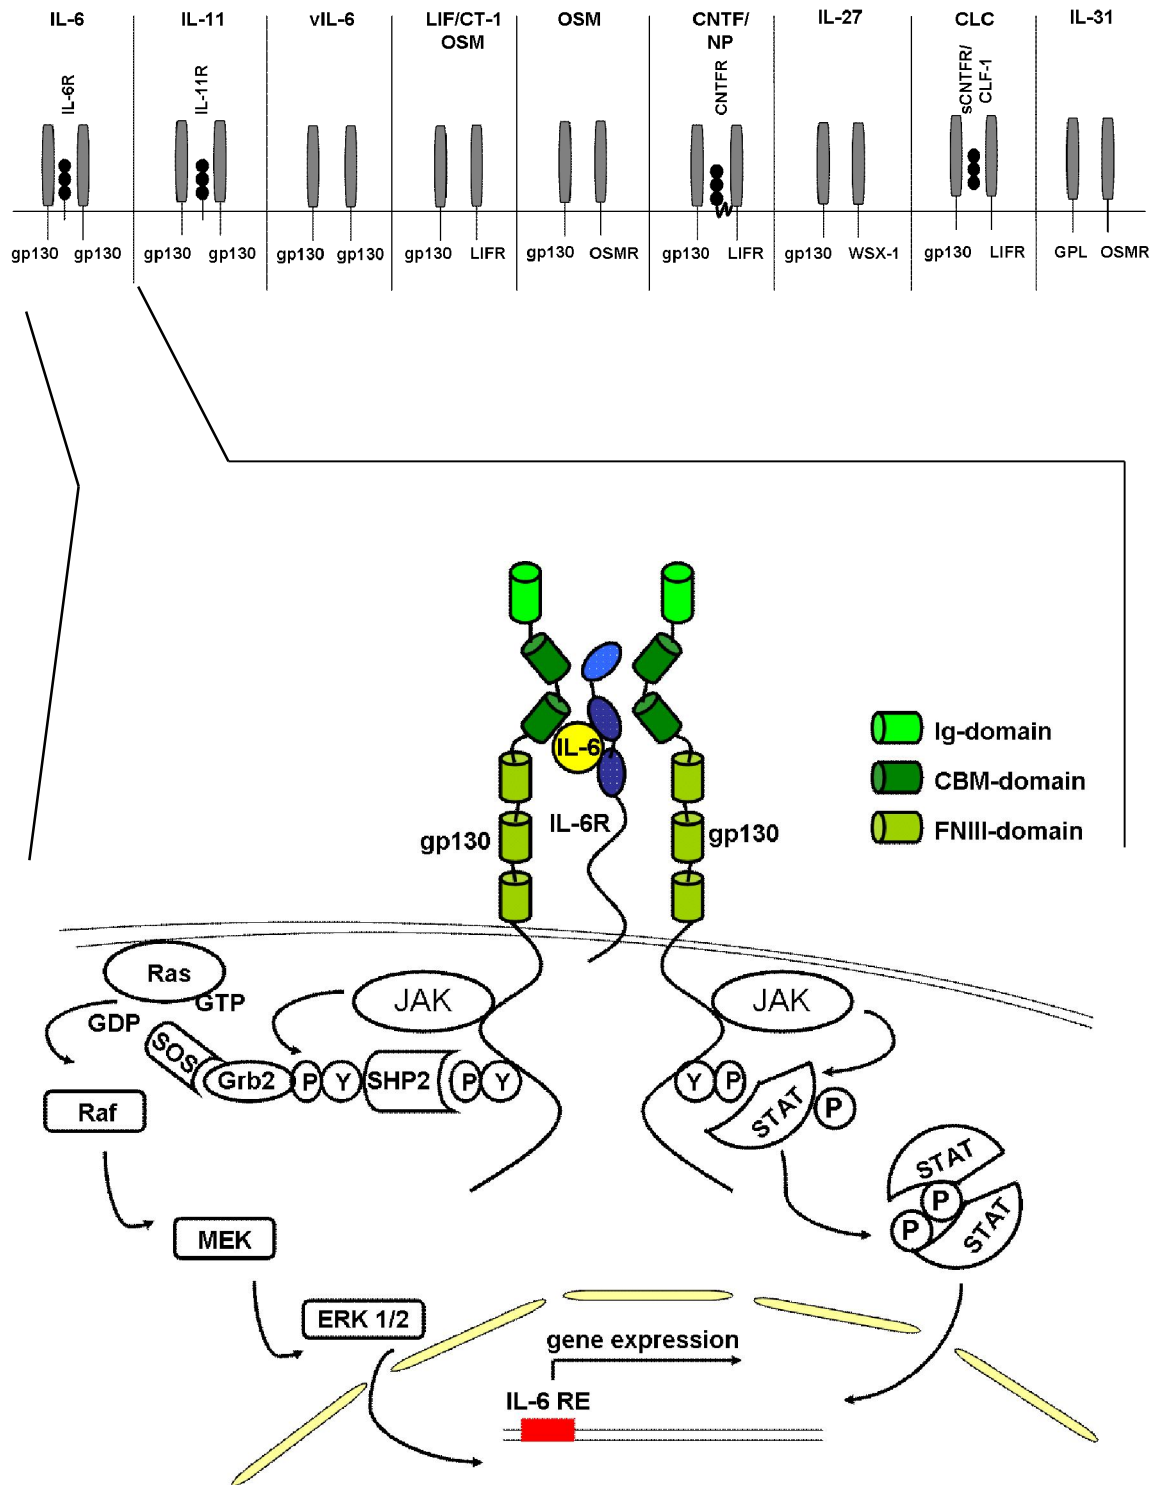 IL-6
IL-11
vIL-6
LIF/CT-1
OSM
OSM
CNTF/
NP
IL-27
CLC
IL-31
IL-6R
IL-11R
CNTFR
sCNTFR/
CLF-1
gp130 gp130
gp130 gp130
gp130 gp130
gp130 LIFR
gp130 OSMR
gp130 LIFR
gp130 WSX-1
gp130 LIFR
GPL OSMR
IL-6
IL-6R
gp130
gp130
Ig-domain
CBM-domain
FNIII-domain
Ras
GTP
GDP
JAK
JAK
SOS
Grb2
P
Y
SHP2
P
Y
Y
P
STAT
P
Raf
STAT
P
P
STAT
MEK
ERK 1/2
gene expression
IL-6 RE